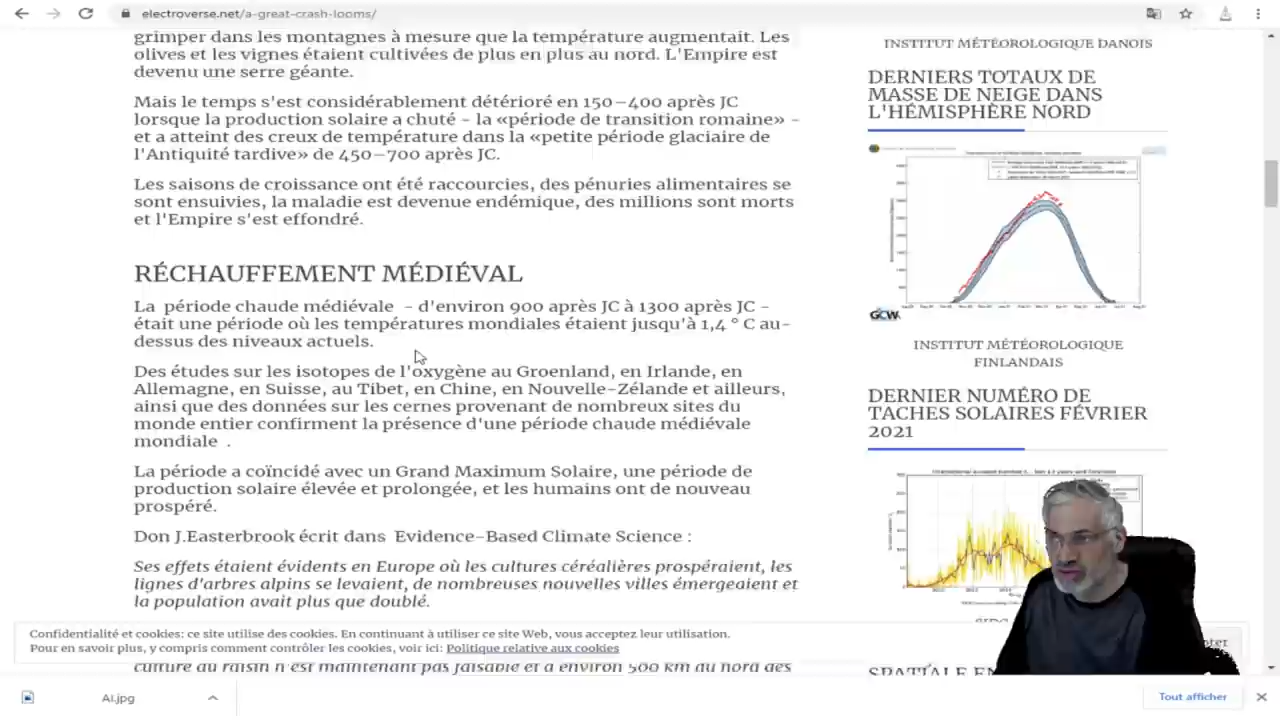 electroverse.net/a-great-crash-looms/
grimper dans les montagnes à mesure que la température augmentait. Les
olives et les vignes étaient cultivées de plus en plus au nord. L'Empire est
devenu une serre géante.
Mais le temps s'est considérablement détérioré en 150–400 après JC
lorsque la production solaire a chuté - la «période de transition romaine» -
et a atteint des creux de température dans la «petite période glaciaire de
l'Antiquité tardive» de 450–700 après JC.
Les saisons de croissance ont été raccourcies, des pénuries alimentaires se
sont ensuivies, la maladie est devenue endémique, des millions sont morts
et l'Empire s'est effondré.
RÉCHAUFFEMENT MÉDIÉVAL
La période chaude médiévale - d'environ 900 après JC à 1300 après JC -
était une période où les températures mondiales étaient jusqu'à 1,4 ° C au-
dessus des niveaux actuels.
Des études sur les isotopes de l'oxygène au Groenland, en Irlande, en
Allemagne, en Suisse, au Tibet, en Chine, en Nouvelle-Zélande et ailleurs,
ainsi que des données sur les cernes provenant de nombreux sites du
monde entier confirment la présence d'une période chaude médiévale
mondiale .
La période a coïncidé avec un Grand Maximum Solaire, une période de
production solaire élevée et prolongée, et les humains ont de nouveau
prospéré.
Don J.Easterbrook écrit dans Evidence-Based Climate Science :
Ses effets étaient évidents en Europe où les cultures céréalières prospéraient, les
lignes d'arbres alpins se levaient, de nombreuses nouvelles villes émergeaient et
la population avait plus que doublé.
culture du raisin n'est maintenant pas faisable et à environ 500 km au nord des
INSTITUT MÉTÉOROLOGIQUE DANOIS
DERNIERS TOTAUX DE
MASSE DE NEIGE DANS
L'HÉMISPHÈRE NORD
GCW
INSTITUT MÉTÉOROLOGIQUE
FINLANDAIS
DERNIER NUMÉRO DE
TACHES SOLAIRES FÉVRIER
2021
Confidentialité et cookies: ce site utilise des cookies. En continuant à utiliser ce site Web, vous acceptez leur utilisation.
Pour en savoir plus, y compris comment contrôler les cookies, voir ici: Politique relative aux cookies
AI.jpg
Tout afficher